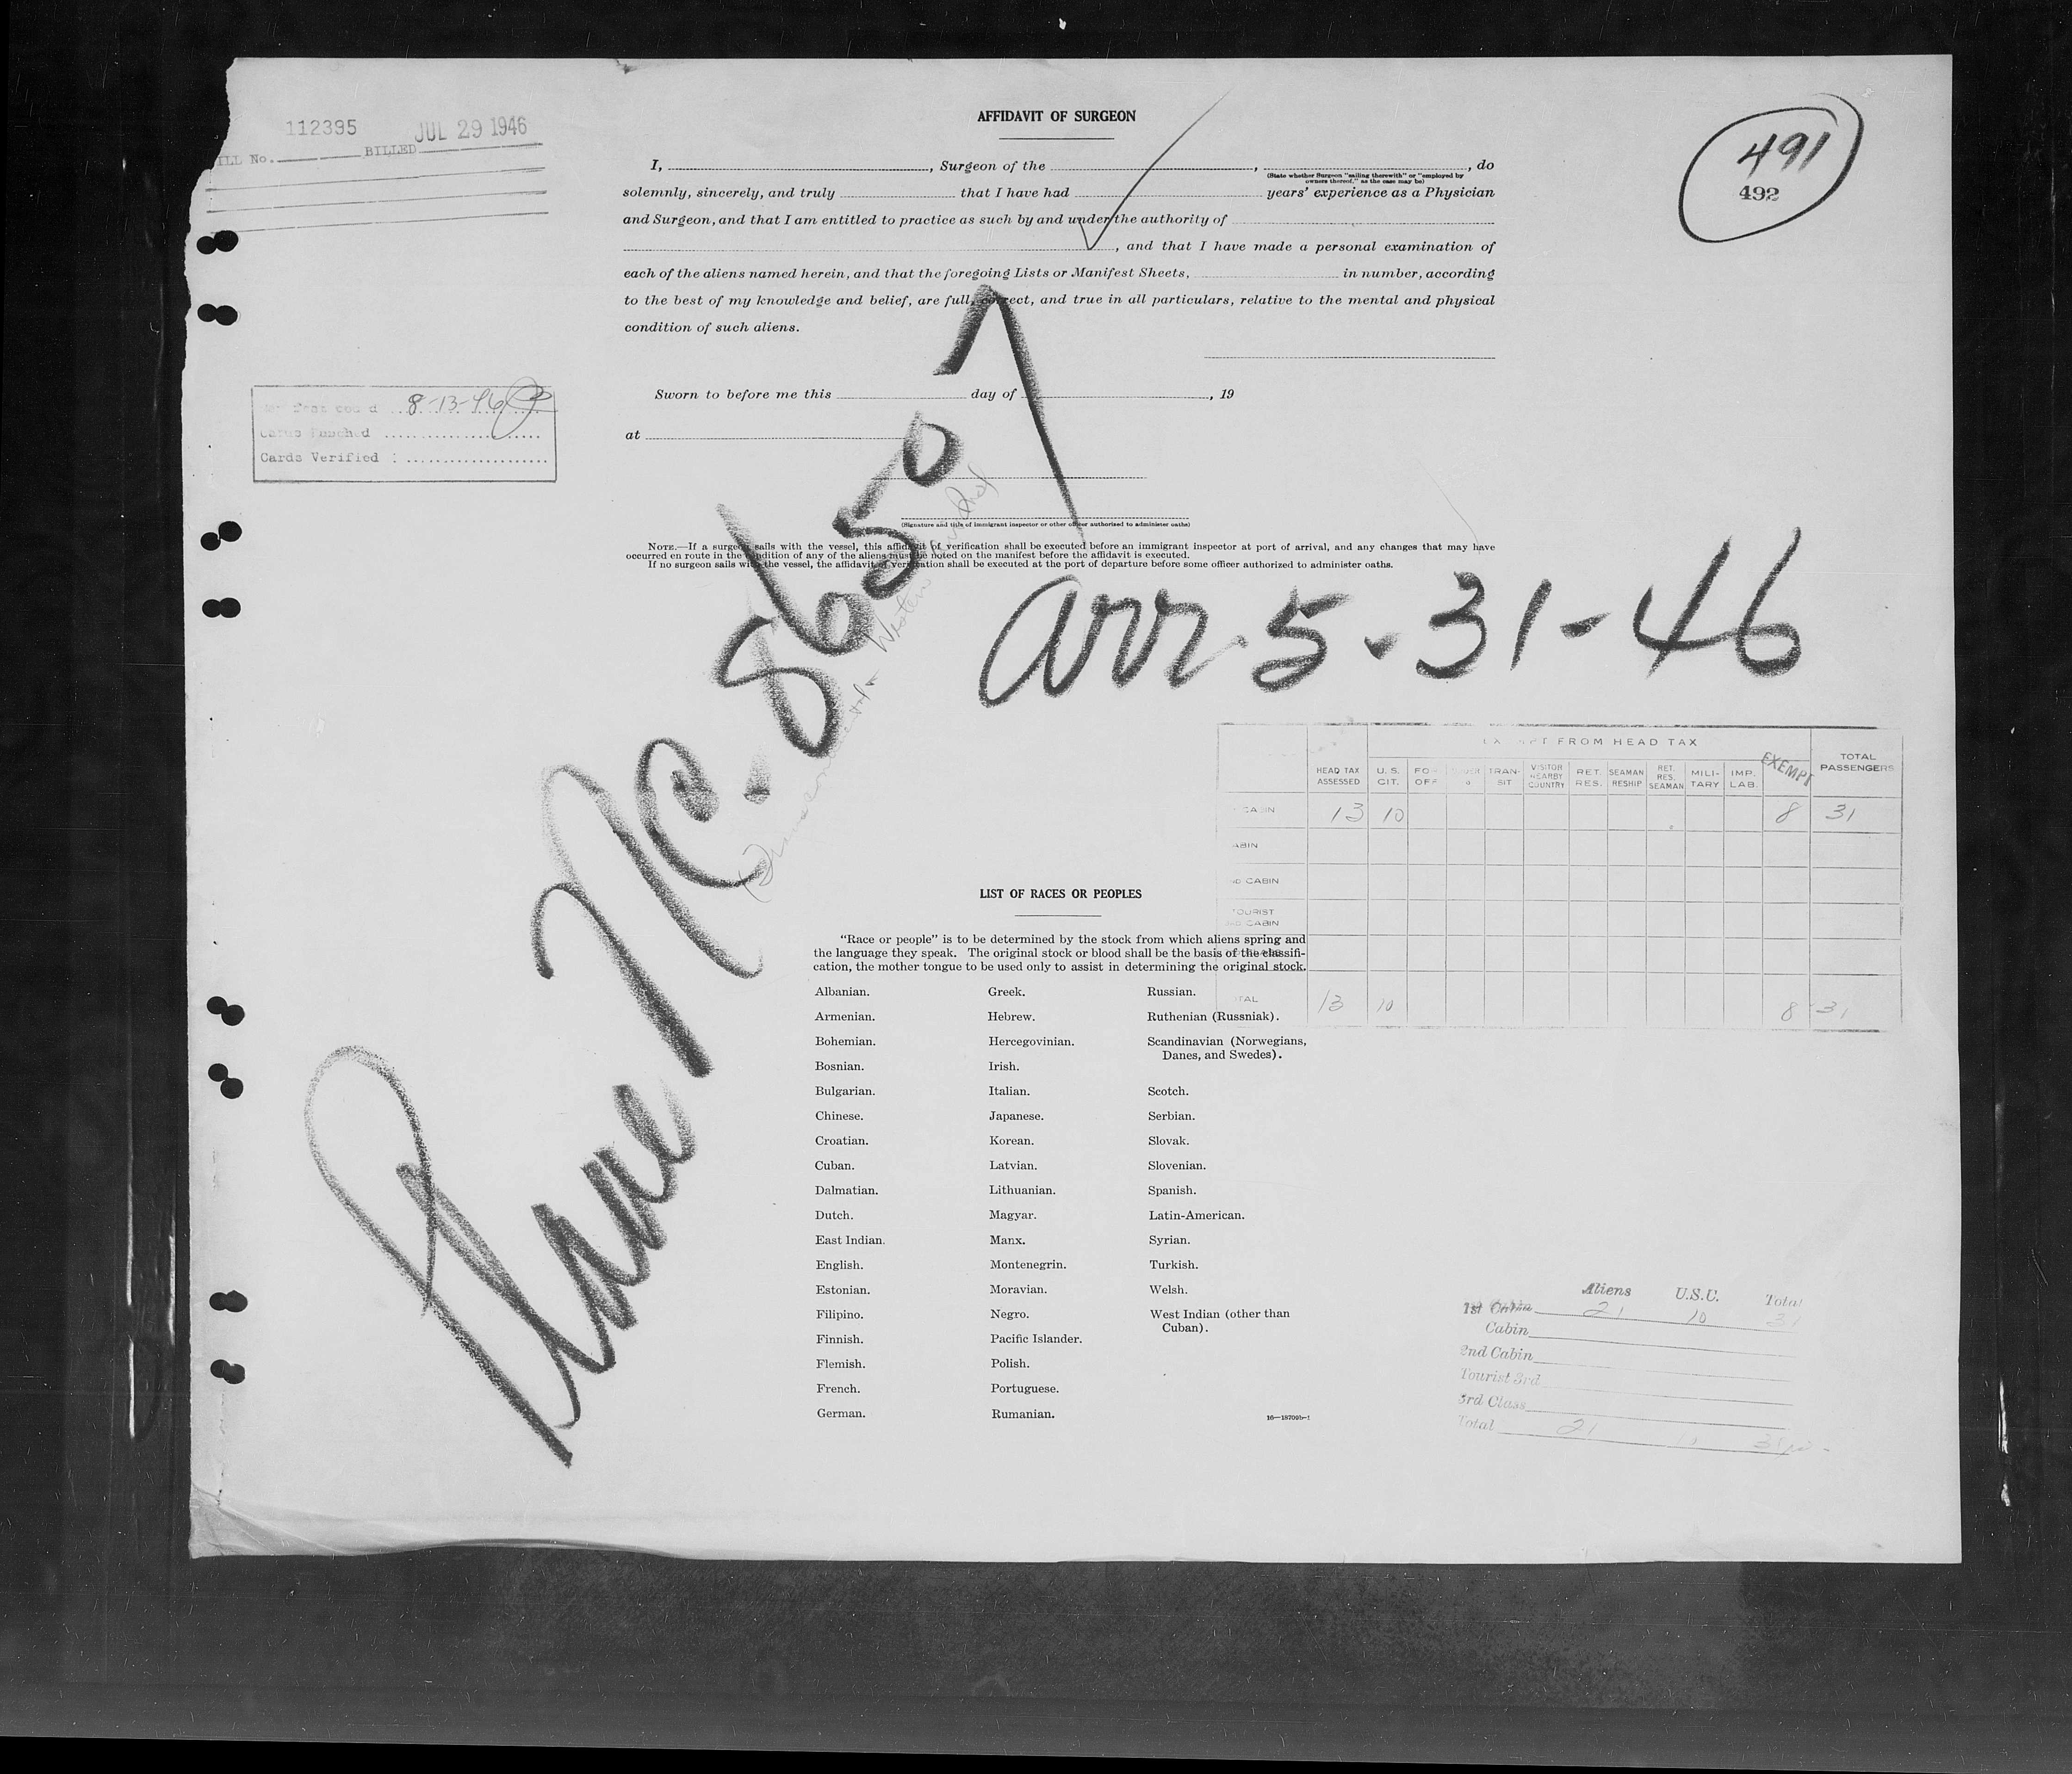 112395 JUL 29 1946
ILL No. BILLED
AFFIDAVIT OF SURGEON
491
492
I, , Surgeon of the , , do
(State whether Surgeon "sailing therewith" or "employed by
owners thereof," as the case may be)
solemnly, sincerely, and truly that I have had years' experience as a Physician
and Surgeon, and that I am entitled to practice as such by and under the authority of
, and that I have made a personal examination of
each of the aliens named herein, and that the foregoing Lists or Manifest Sheets, in number, according
to the best of my knowledge and belief, are full, correct, and true in all particulars, relative to the mental and physical
condition of such aliens.
Sworn to before me this day of , 19
at
8-13-46
Cards Punched
Cards Verified :
(Signature and title of immigrant inspector or other officer authorized to administer oaths)
NOTE.—If a surgeon sails with the vessel, this affidavit of verification shall be executed before an immigrant inspector at port of arrival, and any changes that may have
occurred en route in the condition of any of the aliens must be noted on the manifest before the affidavit is executed.
If no surgeon sails with the vessel, the affidavit of verification shall be executed at the port of departure before some officer authorized to administer oaths.
Plane NC-86507
arr. 5-31-46
EXEMPT FROM HEAD TAX
HEAD TAX ASSESSED U.S. CIT. TRAN-SIT VISITOR NEARBY COUNTRY RET. RES. SEAMAN RESHIP RET. RES. SEAMAN MILI-TARY IMP. LAB. EXEMPT TOTAL PASSENGERS
CABIN 13 10 8 31
ABIN
ND CABIN
TOURIST
CABIN
TAL 13 10 8 31
LIST OF RACES OR PEOPLES
"Race or people" is to be determined by the stock from which aliens spring and
the language they speak. The original stock or blood shall be the basis of the classifi-
cation, the mother tongue to be used only to assist in determining the original stock.
Albanian. Greek. Russian.
Armenian. Hebrew. Ruthenian (Russniak).
Bohemian. Hercegovinian. Scandinavian (Norwegians,
Danes, and Swedes).
Bosnian. Irish.
Bulgarian. Italian. Scotch.
Chinese. Japanese. Serbian.
Croatian. Korean. Slovak.
Cuban. Latvian. Slovenian.
Dalmatian. Lithuanian. Spanish.
Dutch. Magyar. Latin-American.
East Indian. Manx. Syrian.
English. Montenegrin. Turkish.
Estonian. Moravian. Welsh.
Filipino. Negro. West Indian (other than
Cuban).
Finnish. Pacific Islander.
Flemish. Polish.
French. Portuguese.
German. Rumanian.
16—18709b-1
Aliens U.S.C. Total
1st Cabin 21 10 31
Cabin
2nd Cabin
Tourist 3rd
3rd Class
Total 21